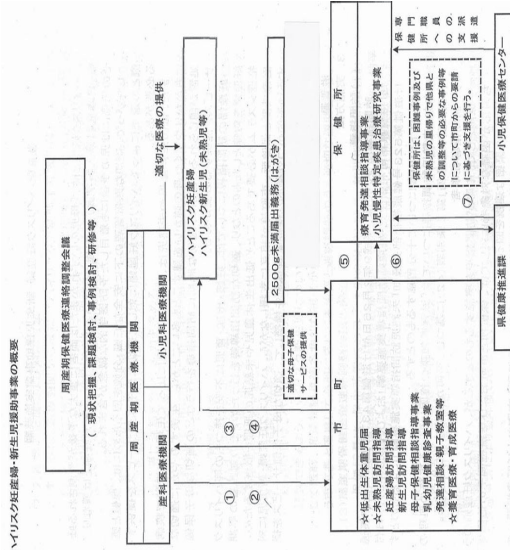 ハイリスク妊産婦・新生児援助事業の概要
周産期保健医療連絡調整会議
（ 現状把握、課題検討、事例検討、研修等 ）
周産期医療機関
産科医療機関
小児科医療機関
適切な医療の提供
ハイリスク妊産婦
ハイリスク新生児（未熟児等）
2500g未満届出義務（はがき）
①
②
③
④
適切な母子保健
サービスの提供
市町
☆低出生体重児届
☆未熟児訪問指導
妊産婦訪問指導
新生児訪問指導
母子保健相談指導事業
乳幼児健康診査事業
発達相談・親子教室等
☆養育医療・育成医療
⑤
⑥
保健所
療育発達相談指導事業
小児慢性特定疾患治療研究事業
⑦
保健所は、困難事例及び
未熟児の里帰りで他県と
の調整等の必要な事例等
について市町からの要請
に基づき支援を行う。
専門職員の派遣
保健所への支援
県健康推進課
小児保健医療センター